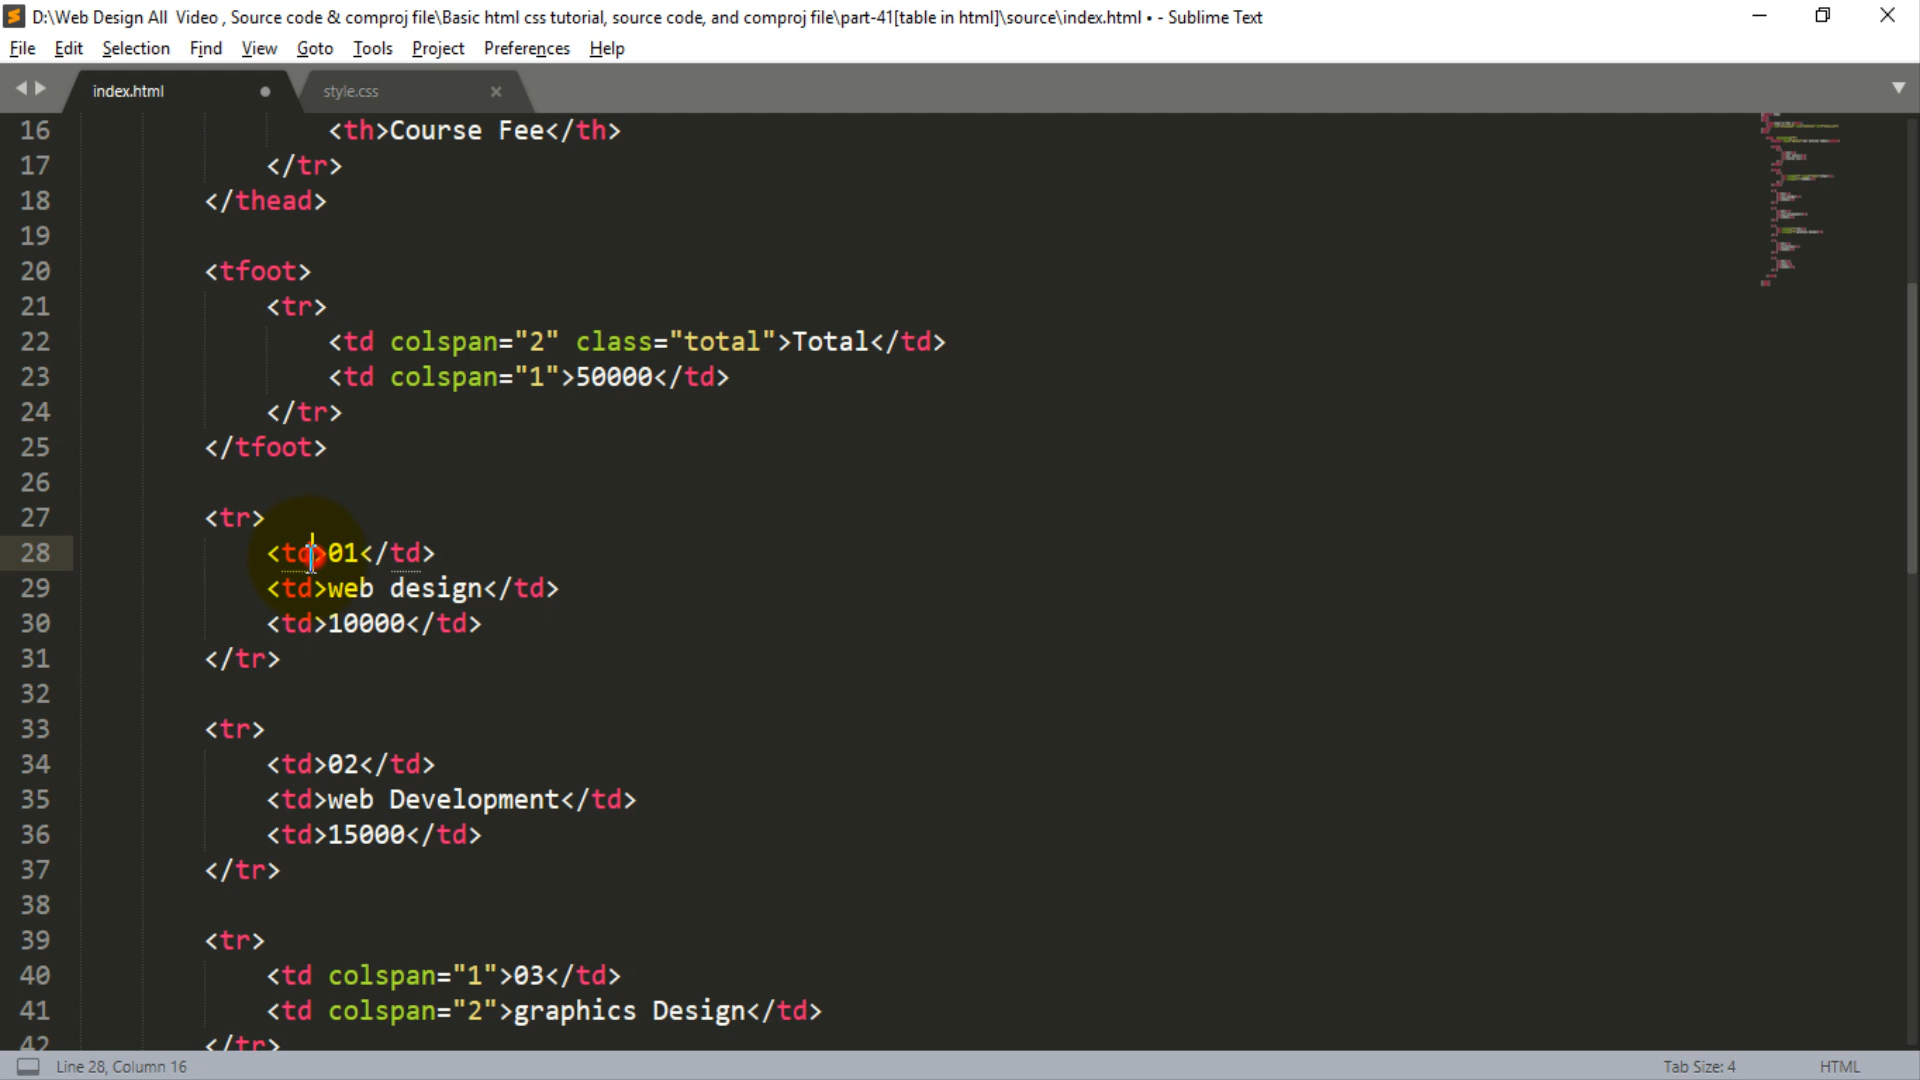 D:\Web Design All  Video , Source code & comproj file\Basic html css tutorial, source code, and comproj file\part-41[table in html]\source\index.html • - Sublime Text
File Edit Selection Find View Goto Tools Project Preferences Help
index.html style.css
16 <th>Course Fee</th>
17 </tr>
18 </thead>
19
20 <tfoot>
21 <tr>
22 <td colspan="2" class="total">Total</td>
23 <td colspan="1">50000</td>
24 </tr>
25 </tfoot>
26
27 <tr>
28 <td>01</td>
29 <td>web design</td>
30 <td>10000</td>
31 </tr>
32
33 <tr>
34 <td>02</td>
35 <td>web Development</td>
36 <td>15000</td>
37 </tr>
38
39 <tr>
40 <td colspan="1">03</td>
41 <td colspan="2">graphics Design</td>
42 </tr>
Line 28, Column 16 Tab Size: 4 HTML